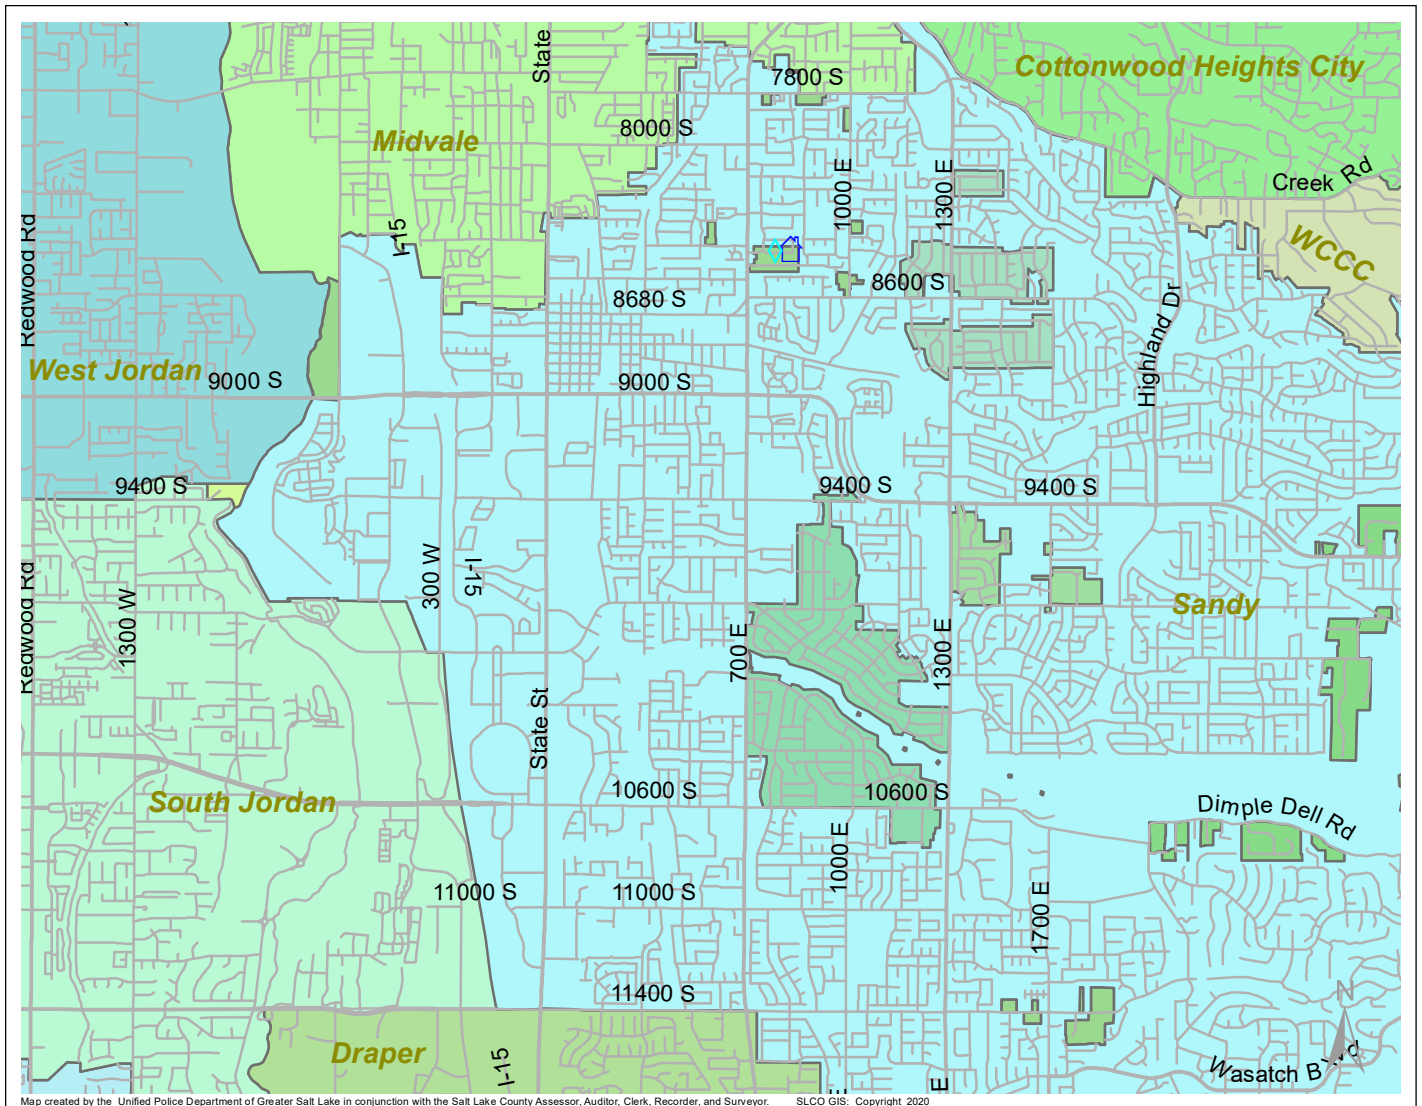 State
7800 S
Cottonwood Heights City
Midvale
8000 S
1000 E
1300 E
Creek Rd
I-15
Redwood Rd
WCCC
8600 S
8680 S
Highland Dr
West Jordan
9000 S
9000 S
9400 S
9400 S
9400 S
300 W
I-15
Redwood Rd
1300 W
Sandy
700 E
1300 E
State St
10600 S
10600 S
South Jordan
Dimple Dell Rd
1000 E
11000 S
11000 S
1700 E
11400 S
N
Draper
I-15
E
E
Wasatch Blvd
Map created by the Unified Police Department of Greater Salt Lake in conjunction with the Salt Lake County Assessor, Auditor, Clerk, Recorder, and Surveyor. SLCO GIS: Copyright 2020